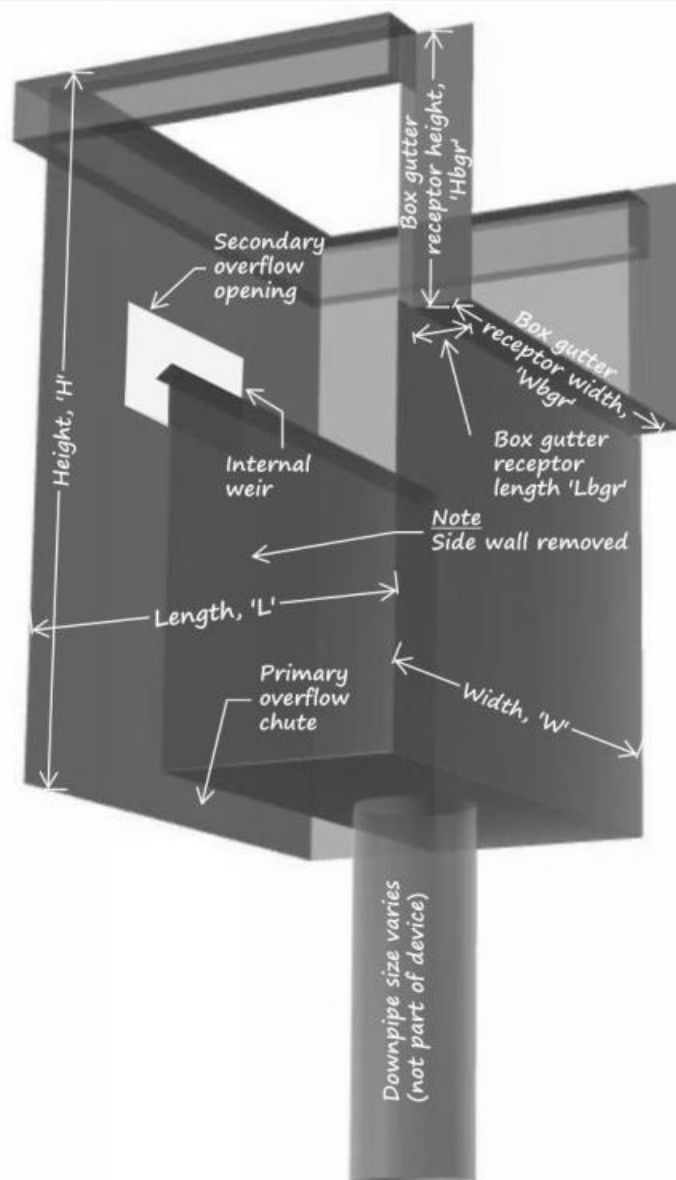 Box gutter
receptor height,
'Hbgr'
Secondary
overflow
opening
Box gutter
receptor width,
'Wbgr'
Height, 'H'
Internal
weir
Box gutter
receptor
length 'Lbgr'
Note
Side wall removed
Length, 'L'
Primary
overflow
chute
Width, 'W'
Downpipe size varies
(not part of device)